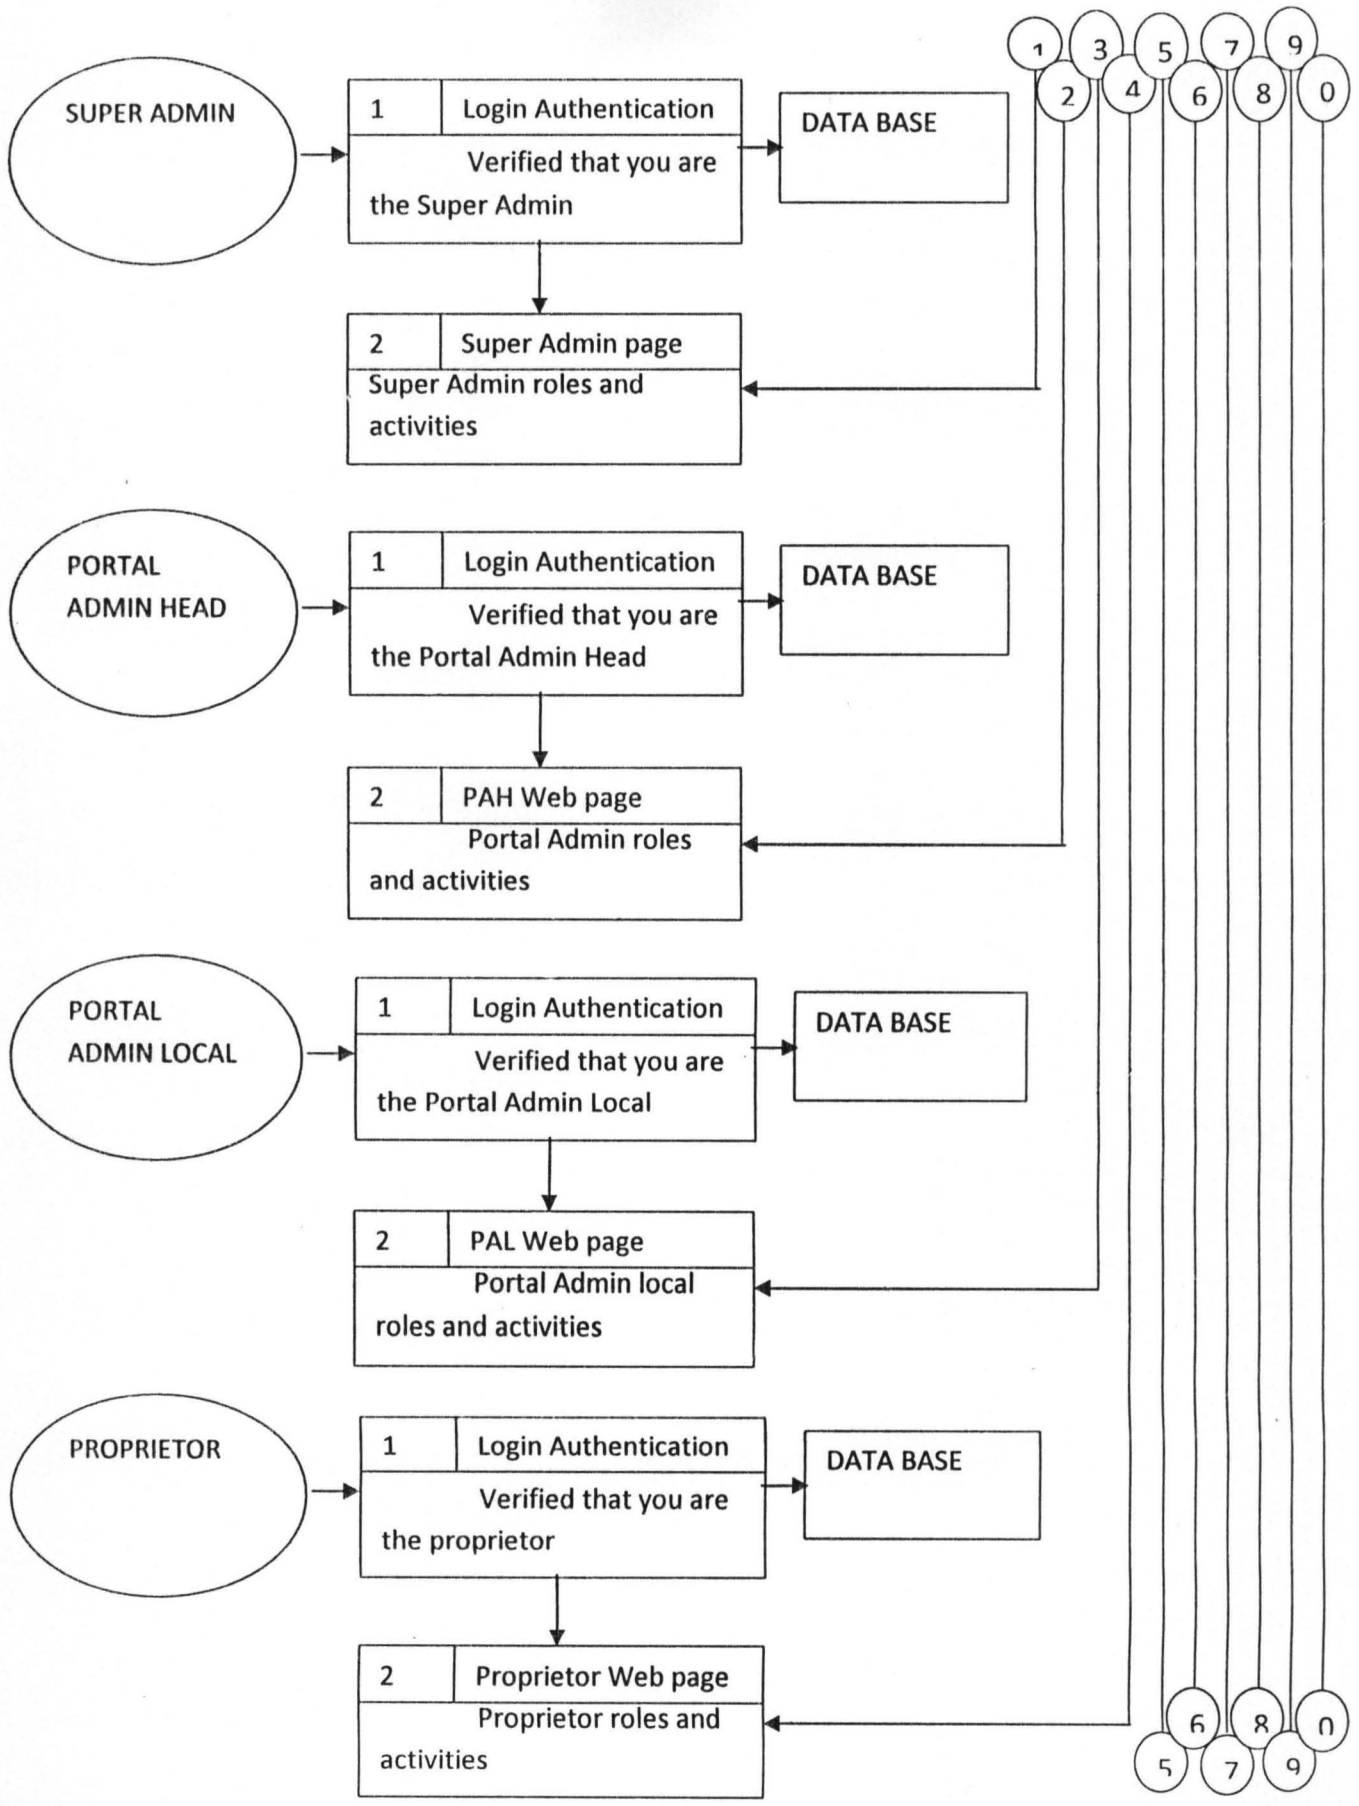 1 3 5 7 9
2 4 6 8 0
SUPER ADMIN
1 Login Authentication
Verified that you are
the Super Admin
DATA BASE
2 Super Admin page
Super Admin roles and
activities
PORTAL
ADMIN HEAD
1 Login Authentication
Verified that you are
the Portal Admin Head
DATA BASE
2 PAH Web page
Portal Admin roles
and activities
PORTAL
ADMIN LOCAL
1 Login Authentication
Verified that you are
the Portal Admin Local
DATA BASE
2 PAL Web page
Portal Admin local
roles and activities
PROPRIETOR
1 Login Authentication
Verified that you are
the proprietor
DATA BASE
2 Proprietor Web page
Proprietor roles and
activities
6 8 0
5 7 9